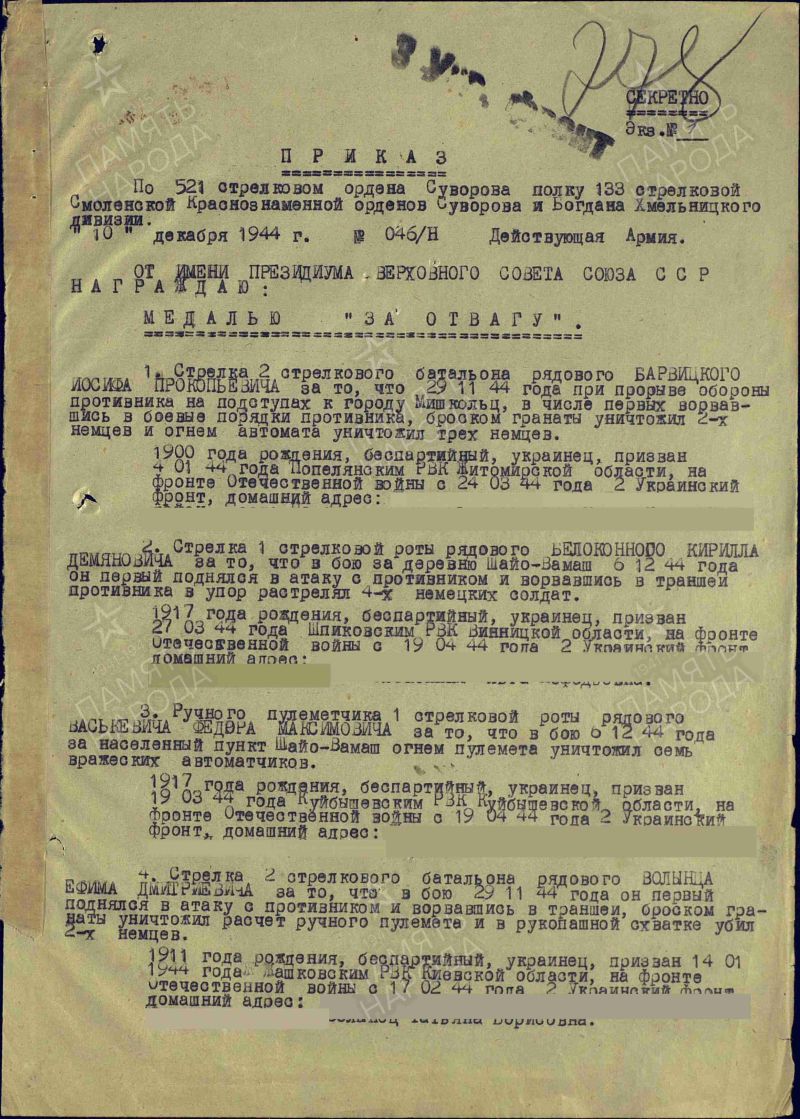 278
СЕКРЕТНО
Экз.№ 1
П Р И К А З
По 521 стрелковом ордена Суворова полку 133 стрелковой
Смоленской Краснознаменной орденов Суворова и Богдана Хмельницкого
дивизии.
"10" декабря 1944 г. № 046/Н Действующая Армия.
ОТ ИМЕНИ ПРЕЗИДИУМА ВЕРХОВНОГО СОВЕТА СОЮЗА С С Р
Н А Г Р А Ж Д А Ю :
М Е Д А Л Ь Ю " З А О Т В А Г У " .
1. Стрелка 2 стрелкового батальона рядового БАРВИЦКОГО
ИОСИФА ПРОКОПЬЕВИЧА за то, что 29 11 44 года при прорыве обороны
противника на подступах к городу Мишкольц, в числе первых ворвав-
шись в боевые порядки противника, броском гранаты уничтожил 2-х
немцев и огнем автомата уничтожил трех немцев.
1900 года рождения, беспартийный, украинец, призван
4 01 44 года Попелянским РВК Житомирской области, на
фронте Отечественной войны с 24 03 44 года 2 Украинский
фронт, домашний адрес:
2. Стрелка 1 стрелковой роты рядового БЕЛОКОННОГО КИРИЛЛА
ДЕМЯНОВИЧА за то, что в бою за деревню Шайо-Вамаш 6 12 44 года
он первый поднялся в атаку с противником и ворвавшись в траншеи
противника в упор растрелял 4-х немецких солдат.
1917 года рождения, беспартийный, украинец, призван
27 03 44 года Шпиковским РВК Винницкой области, на фронте
Отечественной войны с 19 04 44 года 2 Украинский фронт
домашний адрес:
3. Ручного пулеметчика 1 стрелковой роты рядового
ВАСЬКЕВИЧА ФЕДОРА МАКСИМОВИЧА за то, что в бою 6 12 44 года
за населенный пункт Шайо-Вамаш огнем пулемета уничтожил семь
вражеских автоматчиков.
1917 года рождения, беспартийный, украинец, призван
19 03 44 года Куйбышевским РВК Куйбышевской области, на
фронте Отечественной войны с 19 04 44 года 2 Украинский
фронт, домашний адрес:
4. Стрелка 2 стрелкового батальона рядового ВОЛЫНЦА
ЕФИМА ДМИТРИЕВИЧА за то, что в бою 29 11 44 года он первый
поднялся в атаку с противником и ворвавшись в траншеи, броском гра-
наты уничтожил расчет ручного пулемета и в рукопашной схватке убил
2-х немцев.
1911 года рождения, беспартийный, украинец, призван 14 01
1944 года Машковским РВК Киевской области, на фронте
Отечественной войны с 17 02 44 года 2 Украинский фронт
домашний адрес:
Волынец Татьяна Борисовна.
ПАМЯТЬ НАРОДА